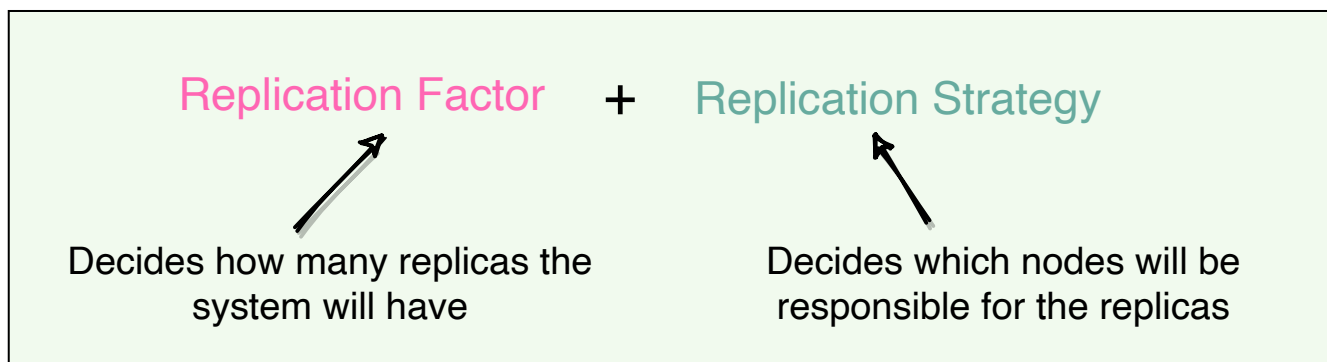 Replication Factor + Replication Strategy
Decides how many replicas the
system will have
Decides which nodes will be
responsible for the replicas